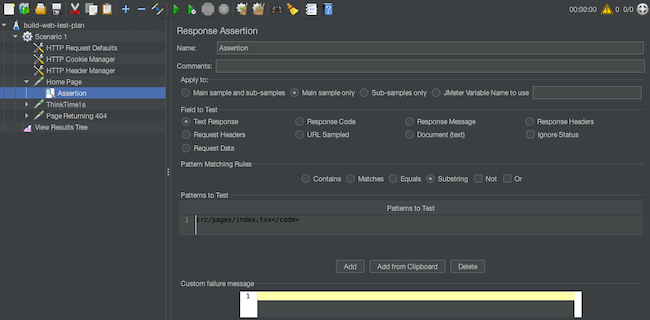 00:00:00 0 0/0
build-web-test-plan
Scenario 1
HTTP Request Defaults
HTTP Cookie Manager
HTTP Header Manager
Home Page
Assertion
ThinkTime1s
Page Returning 404
View Results Tree
Response Assertion
Name: Assertion
Comments:
Apply to:
Main sample and sub-samples Main sample only Sub-samples only JMeter Variable Name to use
Field to Test
Text Response Response Code Response Message Response Headers
Request Headers URL Sampled Document (text) Ignore Status
Request Data
Pattern Matching Rules
Contains Matches Equals Substring Not Or
Patterns to Test
Patterns to Test
1 src/pages/index.tsx</code>
Add Add from Clipboard Delete
Custom failure message
1